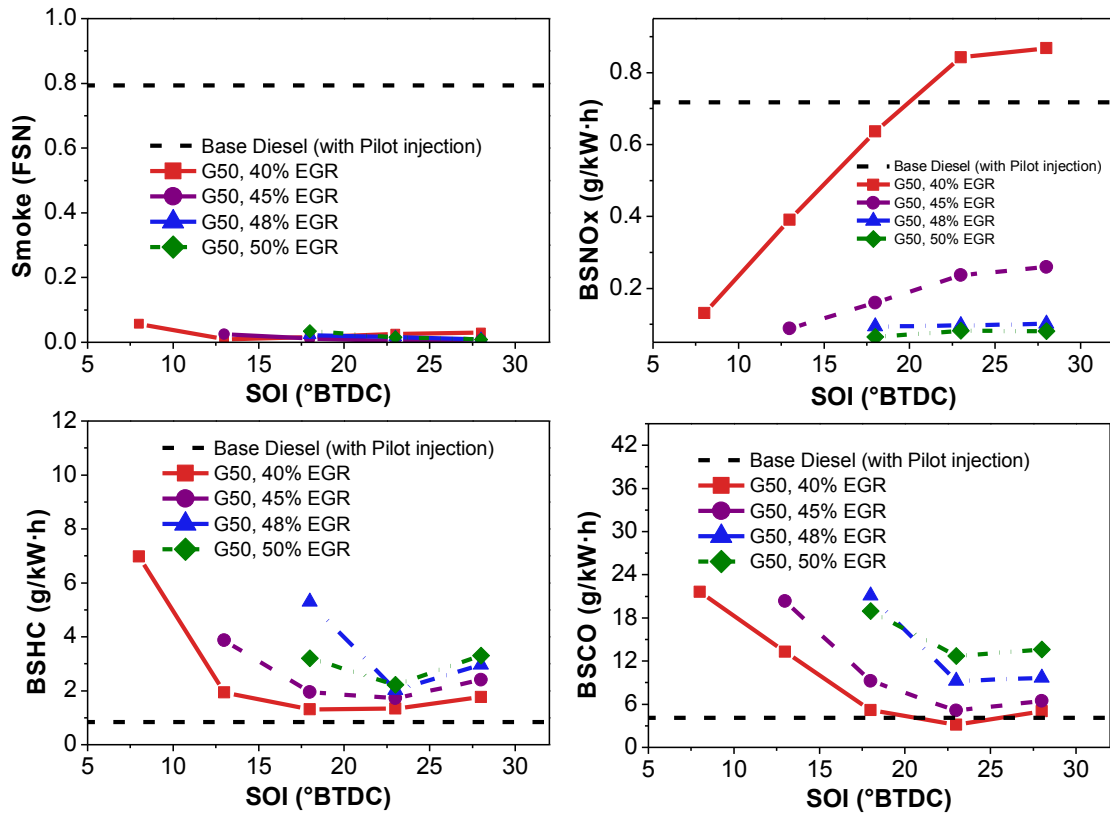 1.0
0.8
0.6
0.4
0.2
0.0
Smoke (FSN)
Base Diesel (with Pilot injection)
G50, 40% EGR
G50, 45% EGR
G50, 48% EGR
G50, 50% EGR
5 10 15 20 25 30
SOI (°BTDC)
0.8
0.6
0.4
0.2
BSNOx (g/kW·h)
Base Diesel (with Pilot injection)
G50, 40% EGR
G50, 45% EGR
G50, 48% EGR
G50, 50% EGR
5 10 15 20 25 30
SOI (°BTDC)
12
10
8
6
4
2
0
BSHC (g/kW·h)
Base Diesel (with Pilot injection)
G50, 40% EGR
G50, 45% EGR
G50, 48% EGR
G50, 50% EGR
5 10 15 20 25 30
SOI (°BTDC)
42
36
30
24
18
12
6
0
BSCO (g/kW·h)
Base Diesel (with Pilot injection)
G50, 40% EGR
G50, 45% EGR
G50, 48% EGR
G50, 50% EGR
5 10 15 20 25 30
SOI (°BTDC)